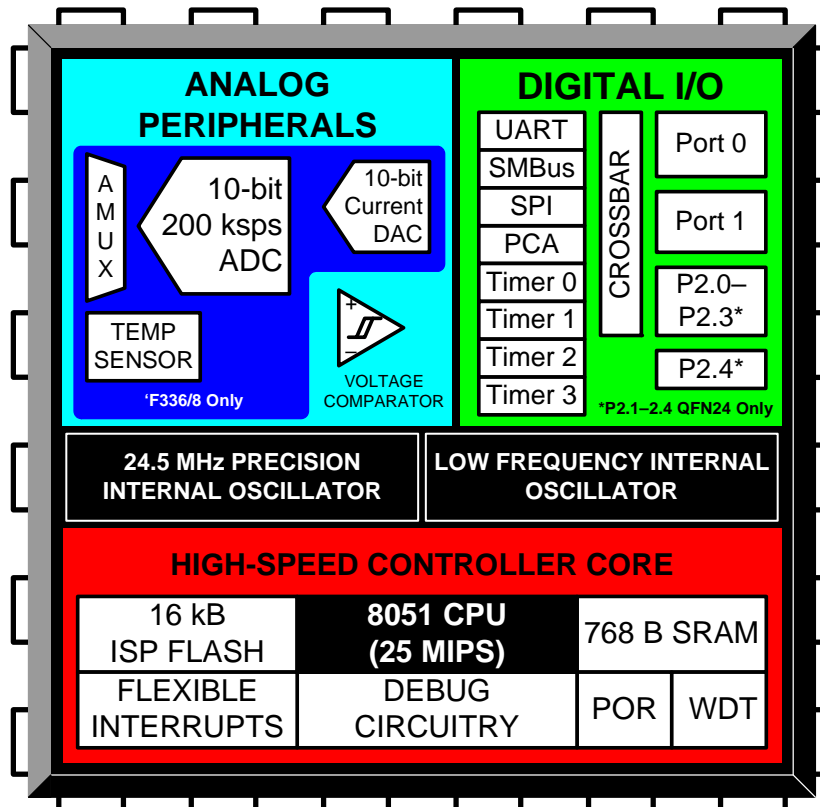 ANALOG
PERIPHERALS
A
M
U
X
10-bit
200 ksps
ADC
10-bit
Current
DAC
TEMP
SENSOR
‘F336/8 Only
+
–
VOLTAGE
COMPARATOR
DIGITAL I/O
UART
SMBus
SPI
PCA
Timer 0
Timer 1
Timer 2
Timer 3
CROSSBAR
Port 0
Port 1
P2.0–
P2.3*
P2.4*
*P2.1–2.4 QFN24 Only
24.5 MHz PRECISION
INTERNAL OSCILLATOR
LOW FREQUENCY INTERNAL
OSCILLATOR
HIGH-SPEED CONTROLLER CORE
16 kB
ISP FLASH
8051 CPU
(25 MIPS)
768 B SRAM
FLEXIBLE
INTERRUPTS
DEBUG
CIRCUITRY
POR
WDT